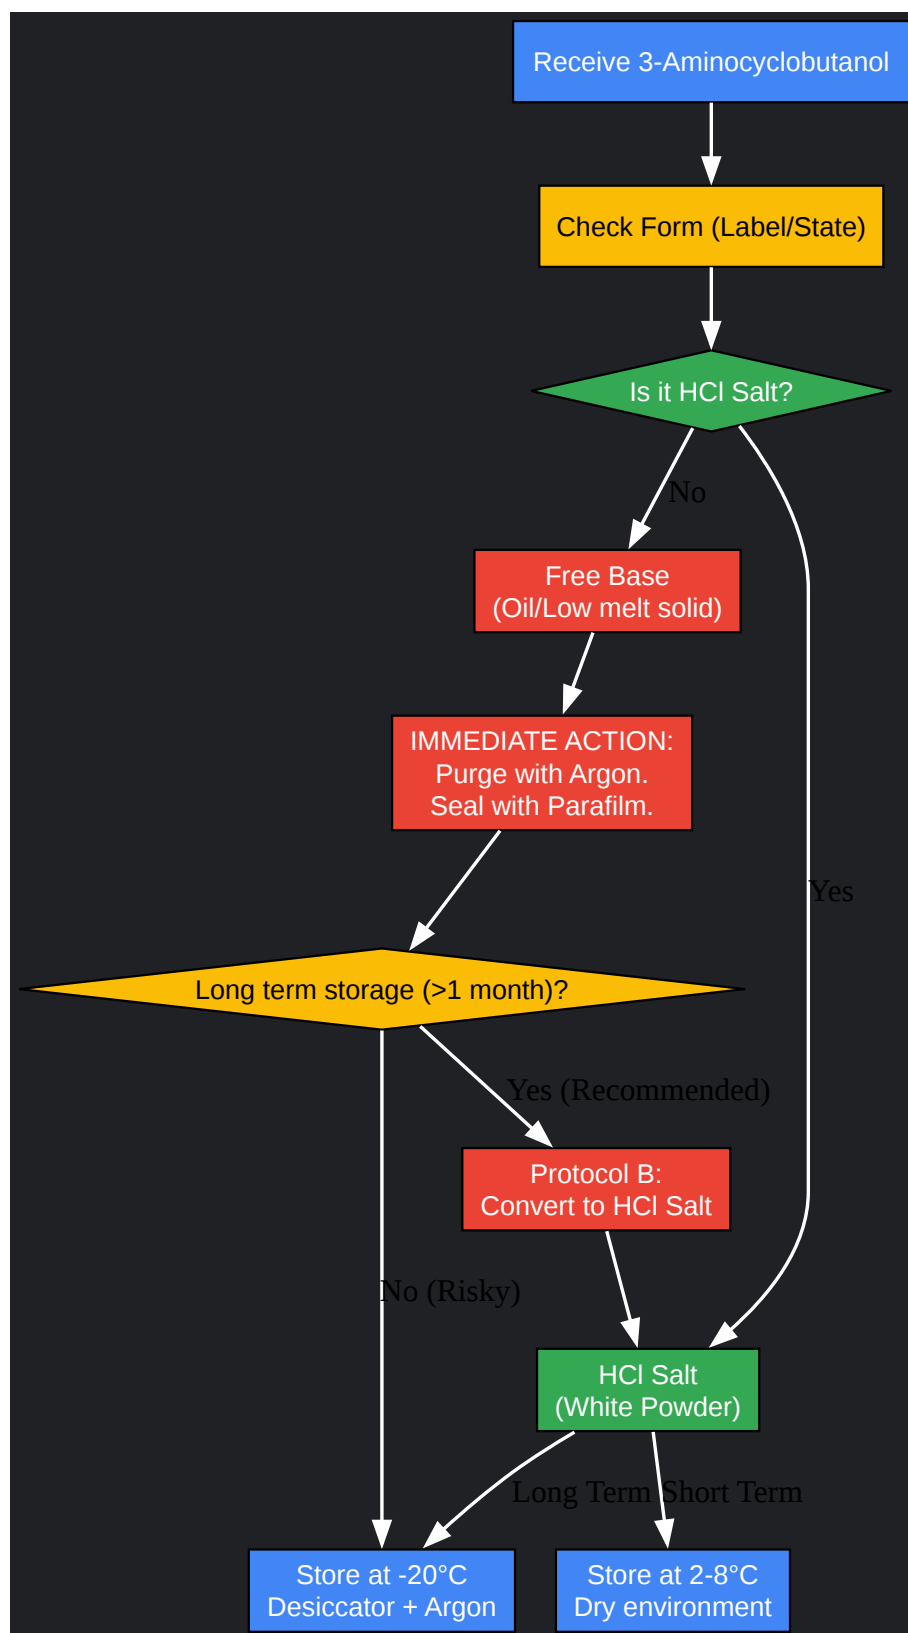 Receive 3-Aminocyclobutanol
Check Form (Label/State)
Is it HCl Salt?
No
Free Base
(Oil/Low melt solid)
IMMEDIATE ACTION:
Purge with Argon.
Seal with Parafilm.
Yes
Long term storage (>1 month)?
Yes (Recommended)
Protocol B:
Convert to HCl Salt
No (Risky)
HCl Salt
(White Powder)
Long Term
Short Term
Store at -20°C
Desiccator + Argon
Store at 2-8°C
Dry environment